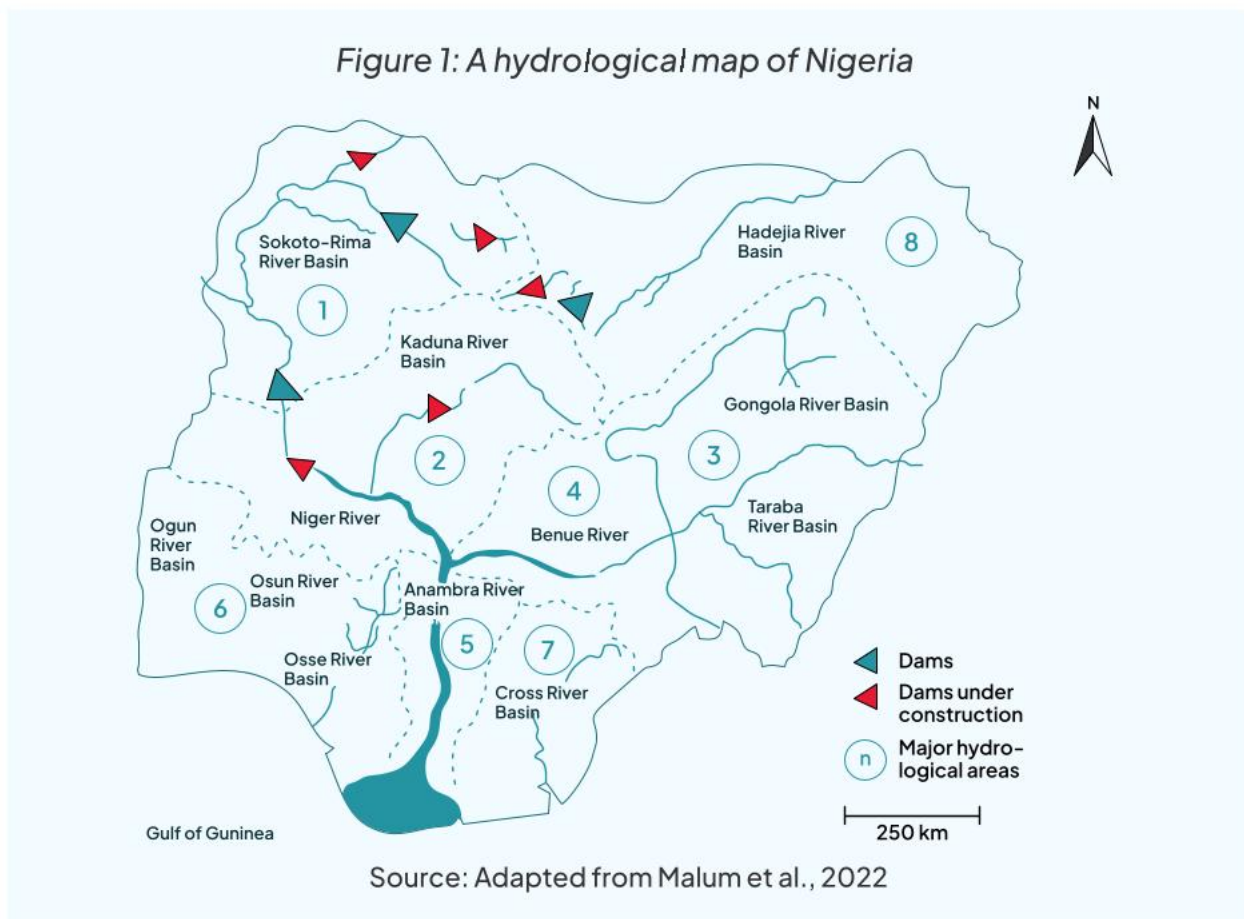 Figure 1: A hydrological map of Nigeria
N
Hadejia River
Basin
8
Sokoto-Rima
River Basin
1
Kaduna River
Basin
Gongola River Basin
2
3
4
Niger River
Benue River
Taraba
River Basin
Ogun
River
Basin
Osun River
Basin
6
Anambra River
Basin
5
7
Osse River
Basin
Cross River
Basin
Dams
Dams under
construction
n
Major hydro-
logical areas
250 km
Gulf of Guninea
Source: Adapted from Malum et al., 2022